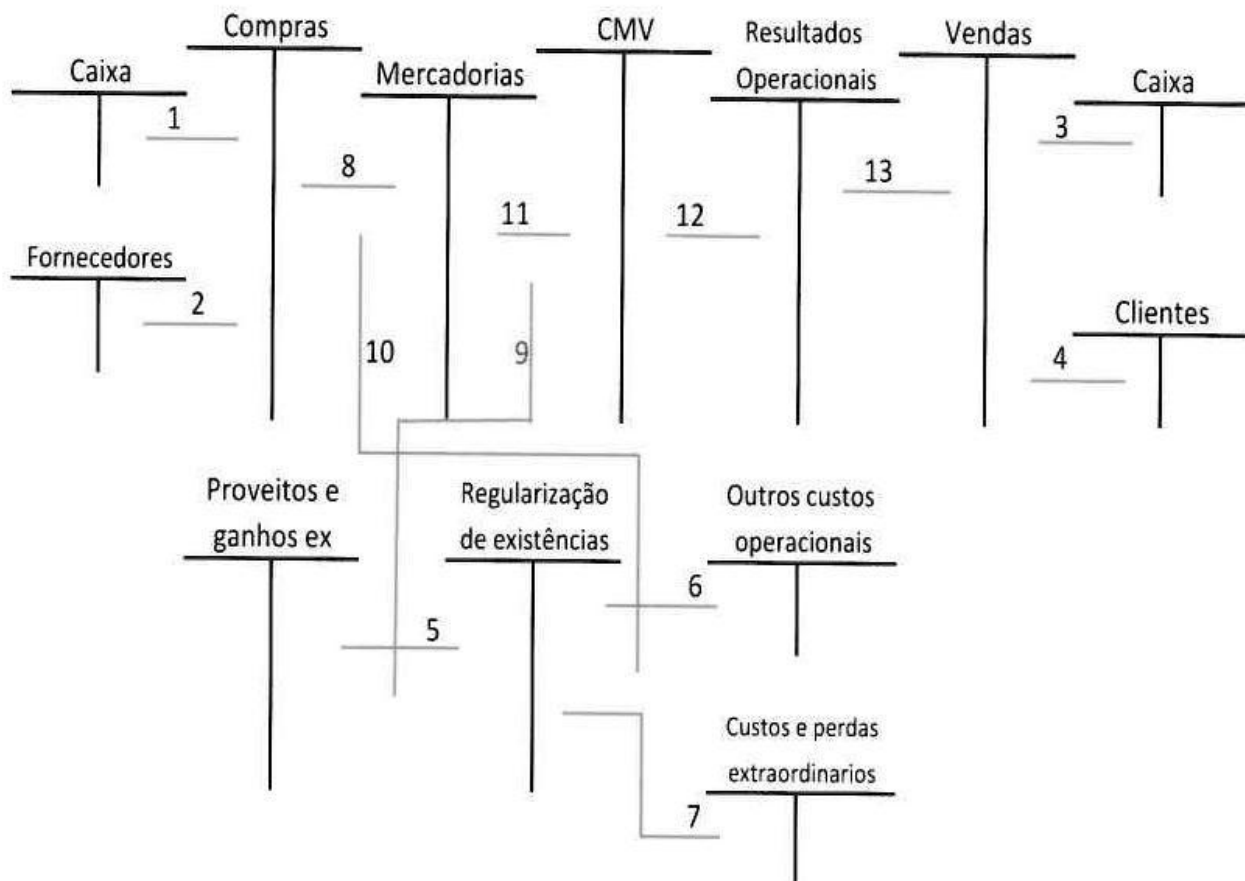 Compras
CMV
Resultados
Operacionais
Vendas
Caixa
Mercadorias
Caixa
1
3
8
13
11
12
Fornecedores
2
Clientes
10
9
4
Proveitos e
ganhos ex
Regularização
de existências
Outros custos
operacionais
6
5
Custos e perdas
extraordinarios
7